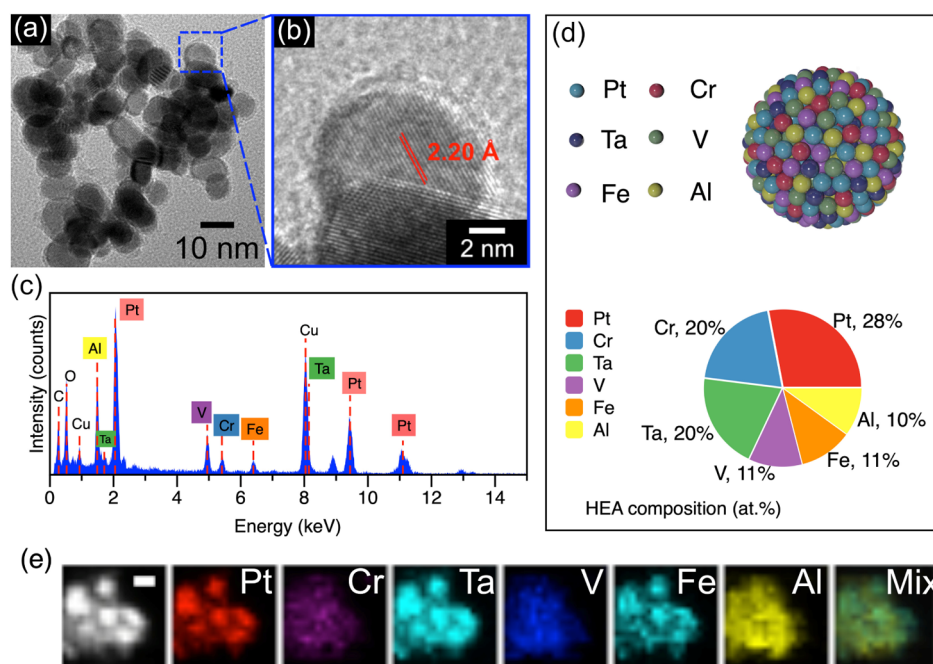 (a)
10 nm
(b)
2.20 Å
2 nm
(c)
Intensity (counts)
C
O
Cu
Al
Ta
Pt
V
Cr
Fe
Cu
Ta
Pt
Pt
0 2 4 6 8 10 12 14
Energy (keV)
(d)
Pt Cr
Ta V
Fe Al
Pt
Cr
Ta
V
Fe
Al
Cr, 20%
Pt, 28%
Ta, 20%
Al, 10%
V, 11%
Fe, 11%
HEA composition (at.%)
(e)
Pt
Cr
Ta
V
Fe
Al
Mix